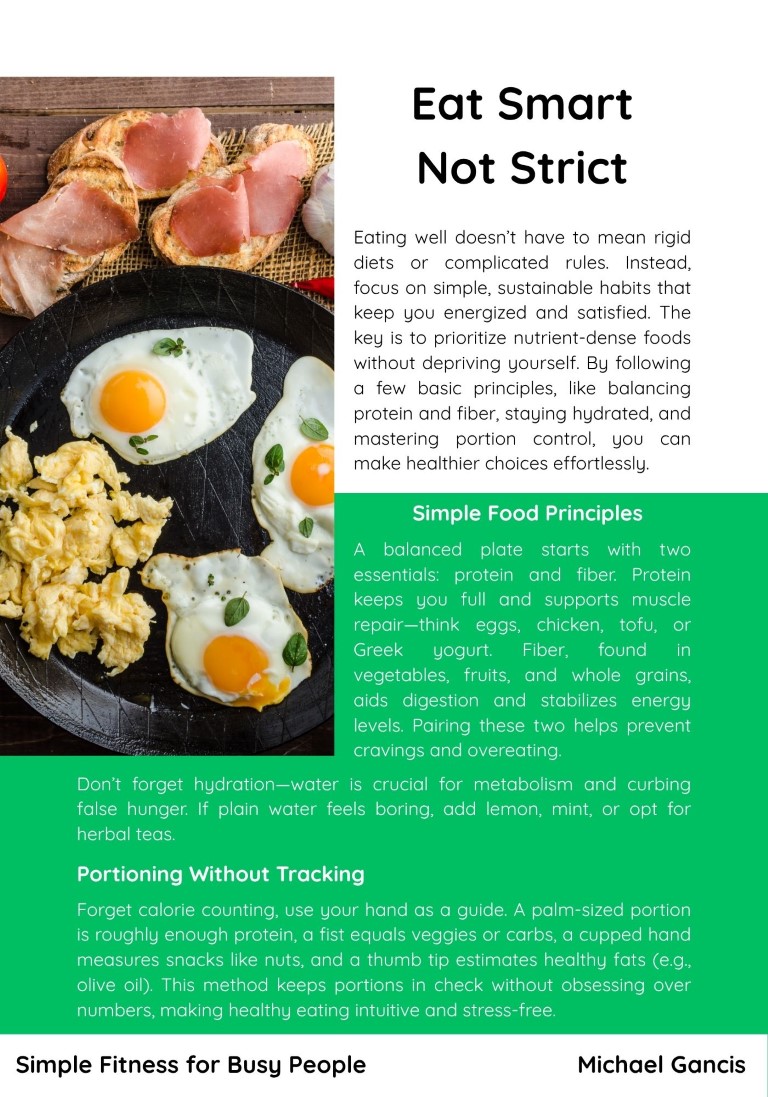 Eat Smart
Not Strict
Eating well doesn’t have to mean rigid
diets or complicated rules. Instead,
focus on simple, sustainable habits that
keep you energized and satisfied. The
key is to prioritize nutrient-dense foods
without depriving yourself. By following
a few basic principles, like balancing
protein and fiber, staying hydrated, and
mastering portion control, you can
make healthier choices effortlessly.
Simple Food Principles
A balanced plate starts with two
essentials: protein and fiber. Protein
keeps you full and supports muscle
repair—think eggs, chicken, tofu, or
Greek yogurt. Fiber, found in
vegetables, fruits, and whole grains,
aids digestion and stabilizes energy
levels. Pairing these two helps prevent
cravings and overeating.
Don’t forget hydration—water is crucial for metabolism and curbing
false hunger. If plain water feels boring, add lemon, mint, or opt for
herbal teas.
Portioning Without Tracking
Forget calorie counting, use your hand as a guide. A palm-sized portion
is roughly enough protein, a fist equals veggies or carbs, a cupped hand
measures snacks like nuts, and a thumb tip estimates healthy fats (e.g.,
olive oil). This method keeps portions in check without obsessing over
numbers, making healthy eating intuitive and stress-free.
Simple Fitness for Busy People
Michael Gancis